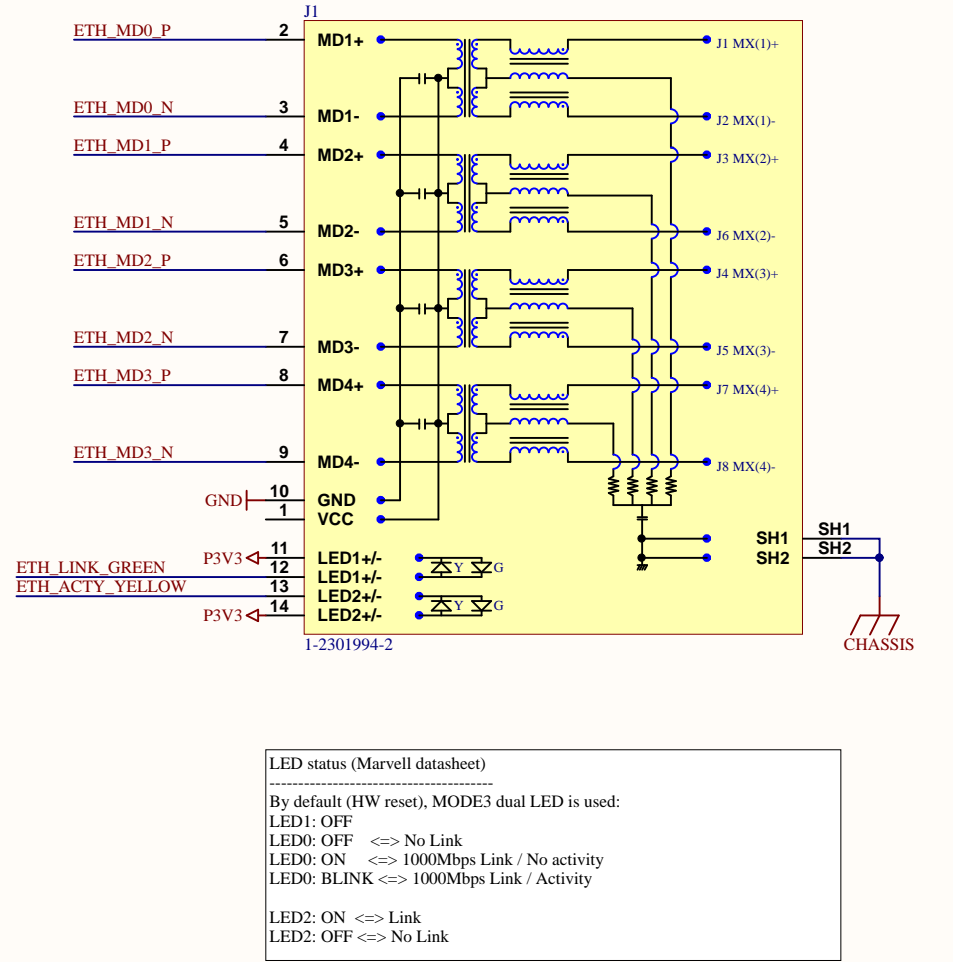 J1
ETH_MD0_P 2 MD1+ J1 MX(1)+
ETH_MD0_N 3 MD1- J2 MX(1)-
ETH_MD1_P 4 MD2+ J3 MX(2)+
ETH_MD1_N 5 MD2- J6 MX(2)-
ETH_MD2_P 6 MD3+ J4 MX(3)+
ETH_MD2_N 7 MD3- J5 MX(3)-
ETH_MD3_P 8 MD4+ J7 MX(4)+
ETH_MD3_N 9 MD4- J8 MX(4)-
GND 10 GND
1 VCC
SH1 SH1
SH2 SH2
P3V3 11 LED1+/-
Y G
ETH_LINK_GREEN 12 LED1+/-
ETH_ACTY_YELLOW 13 LED2+/-
Y G
P3V3 14 LED2+/-
1-2301994-2
CHASSIS
LED status (Marvell datasheet)
---------------------------------------
By default (HW reset), MODE3 dual LED is used:
LED1: OFF
LED0: OFF <=> No Link
LED0: ON <=> 1000Mbps Link / No activity
LED0: BLINK <=> 1000Mbps Link / Activity
LED2: ON <=> Link
LED2: OFF <=> No Link